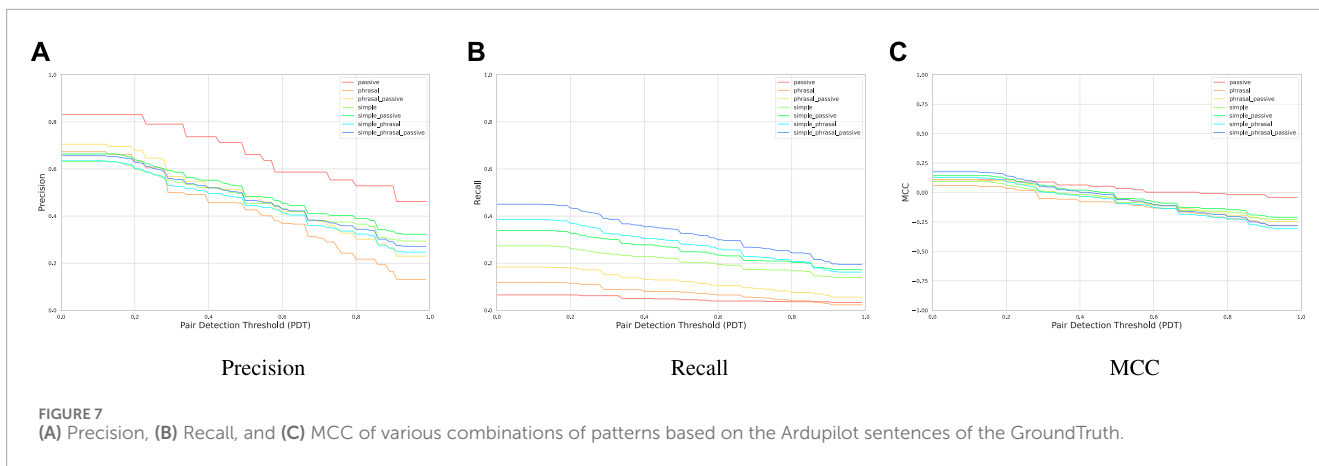 A
B
C
1.0
0.8
0.6
0.4
0.2
0.0
Precision
0.0 0.2 0.4 0.6 0.8 1.0
Pair Detection Threshold (PDT)
passive
phrasal
phrasal_passive
simple
simple_passive
simple_phrasal
simple_phrasal_passive
1.0
0.8
0.6
0.4
0.2
0.0
Recall
0.0 0.2 0.4 0.6 0.8 1.0
Pair Detection Threshold (PDT)
passive
phrasal
phrasal_passive
simple
simple_passive
simple_phrasal
simple_phrasal_passive
1.00
0.75
0.50
0.25
0.00
−0.25
−0.50
−0.75
−1.00
MCC
0.0 0.2 0.4 0.6 0.8 1.0
Pair Detection Threshold (PDT)
passive
phrasal
phrasal_passive
simple
simple_passive
simple_phrasal
simple_phrasal_passive
Precision
Recall
MCC
FIGURE 7
(A) Precision, (B) Recall, and (C) MCC of various combinations of patterns based on the Ardupilot sentences of the GroundTruth.